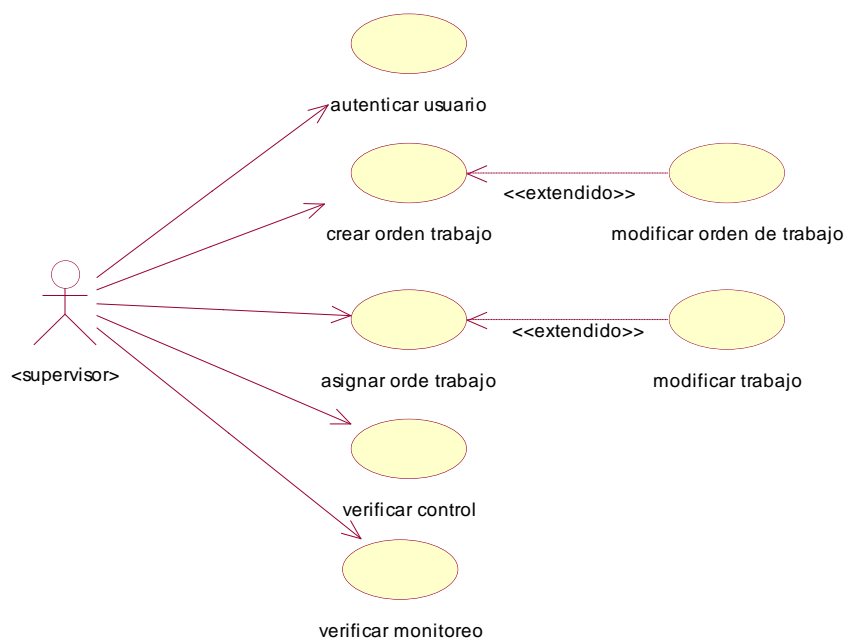 autenticar usuario
<<extendido>>
crear orden trabajo
modificar orden de trabajo
<<extendido>>
<supervisor>
asignar orde trabajo
modificar trabajo
verificar control
verificar monitoreo